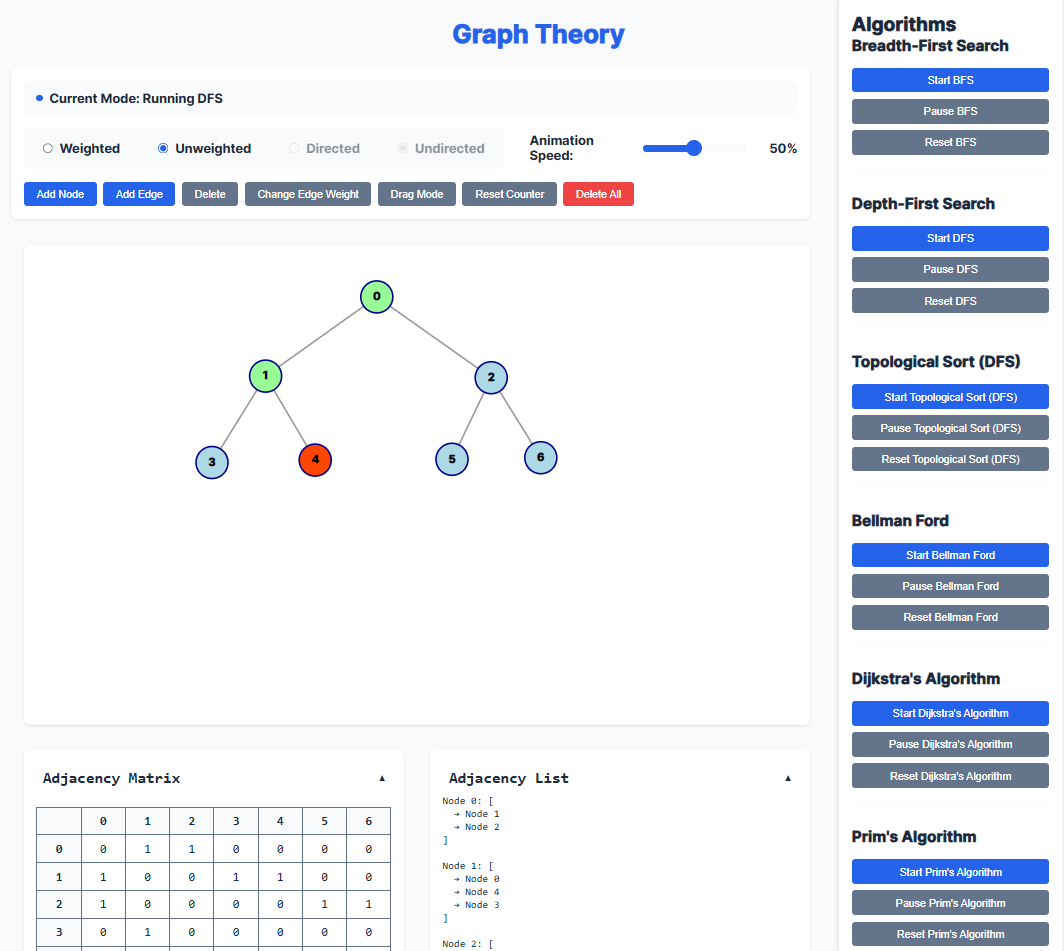 Graph Theory
Current Mode: Running DFS
Weighted Unweighted Directed Undirected Animation Speed: 50%
Add Node Add Edge Delete Change Edge Weight Drag Mode Reset Counter Delete All
0
1 2
3 4 5 6
Adjacency Matrix ▲
0 1 2 3 4 5 6
0 0 1 1 0 0 0 0
1 1 0 0 1 1 0 0
2 1 0 0 0 0 1 1
3 0 1 0 0 0 0 0
Adjacency List ▲
Node 0: [
→ Node 1
→ Node 2
]
Node 1: [
→ Node 0
→ Node 4
→ Node 3
]
Node 2: [
Algorithms
Breadth-First Search
Start BFS
Pause BFS
Reset BFS
Depth-First Search
Start DFS
Pause DFS
Reset DFS
Topological Sort (DFS)
Start Topological Sort (DFS)
Pause Topological Sort (DFS)
Reset Topological Sort (DFS)
Bellman Ford
Start Bellman Ford
Pause Bellman Ford
Reset Bellman Ford
Dijkstra's Algorithm
Start Dijkstra's Algorithm
Pause Dijkstra's Algorithm
Reset Dijkstra's Algorithm
Prim's Algorithm
Start Prim's Algorithm
Pause Prim's Algorithm
Reset Prim's Algorithm